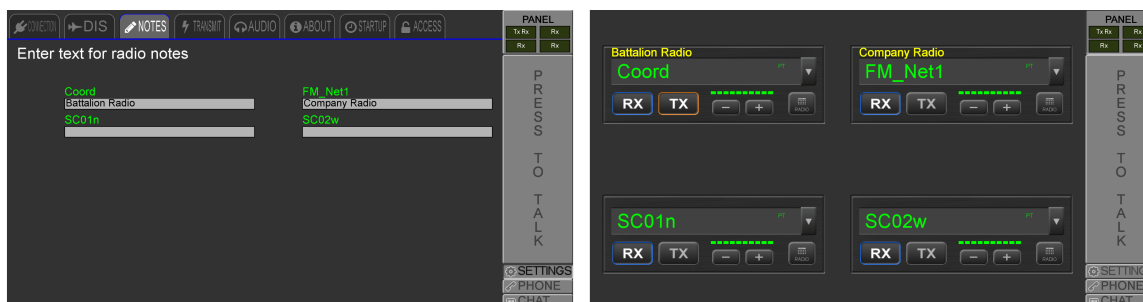 CONNECTION DIS NOTES TRANSMIT AUDIO ABOUT STARTUP ACCESS
Enter text for radio notes
Coord FM_Net1
Battalion Radio Company Radio
SC01n SC02w
PANEL
Tx Rx Rx
Rx Rx
PRESS
TO
TALK
SETTINGS
PHONE
CHAT
Battalion Radio Company Radio
Coord PT FM_Net1 PT
RX TX − + RADIO RX TX − + RADIO
SC01n PT SC02w PT
RX TX − + RADIO RX TX − + RADIO
PANEL
Tx Rx Rx
Rx Rx
PRESS
TO
TALK
SETTING
PHONE
CHAT